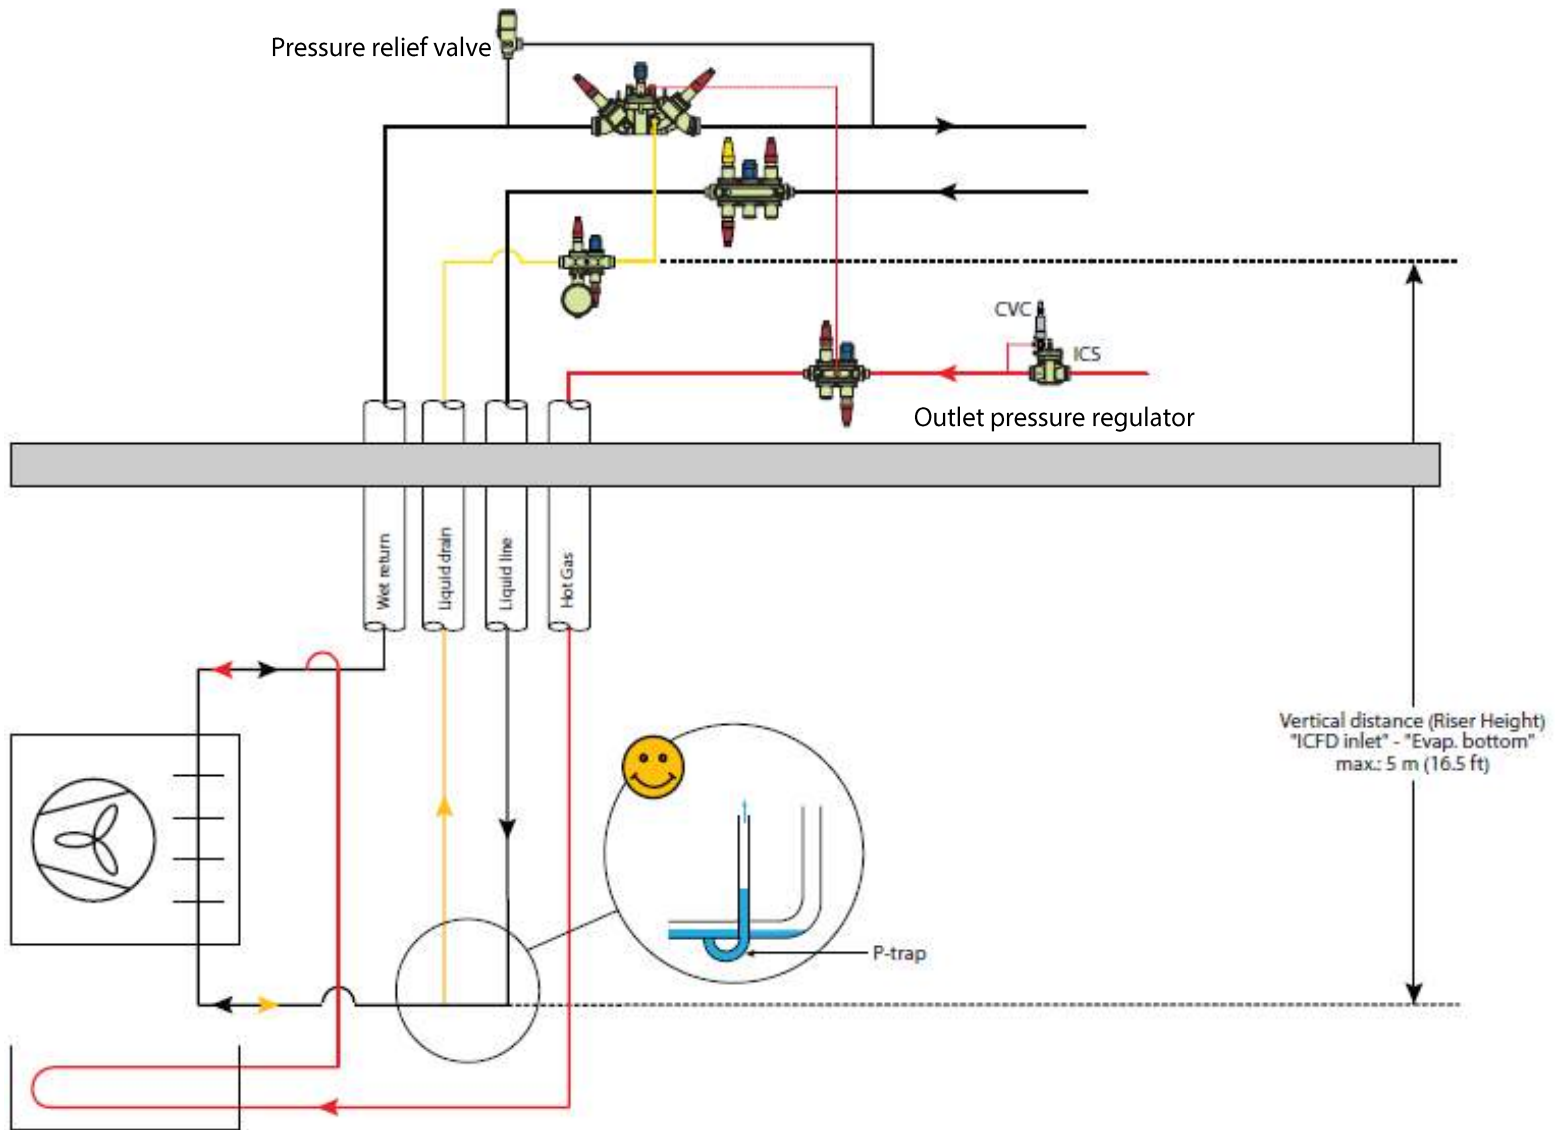 Pressure relief valve
CVC
ICS
Outlet pressure regulator
Wet return
Liquid drain
Liquid line
Hot Gas
Vertical distance (Riser Height)
"ICFD inlet" - "Evap. bottom"
max.: 5 m (16.5 ft)
P-trap